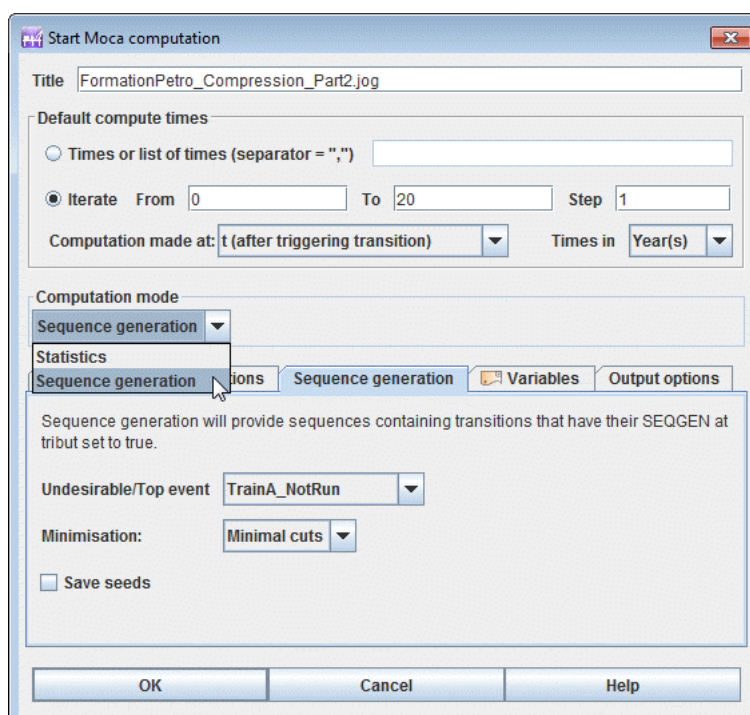 Start Moca computation
Title FormationPetro_Compression_Part2.jog
Default compute times
Times or list of times (separator = ",")
Iterate From 0 To 20 Step 1
Computation made at: t (after triggering transition) Times in Year(s)
Computation mode
Sequence generation
Statistics
Sequence generation
Sequence generation Variables Output options
Sequence generation will provide sequences containing transitions that have their SEQGEN at
tribut set to true.
Undesirable/Top event TrainA_NotRun
Minimisation: Minimal cuts
Save seeds
OK Cancel Help